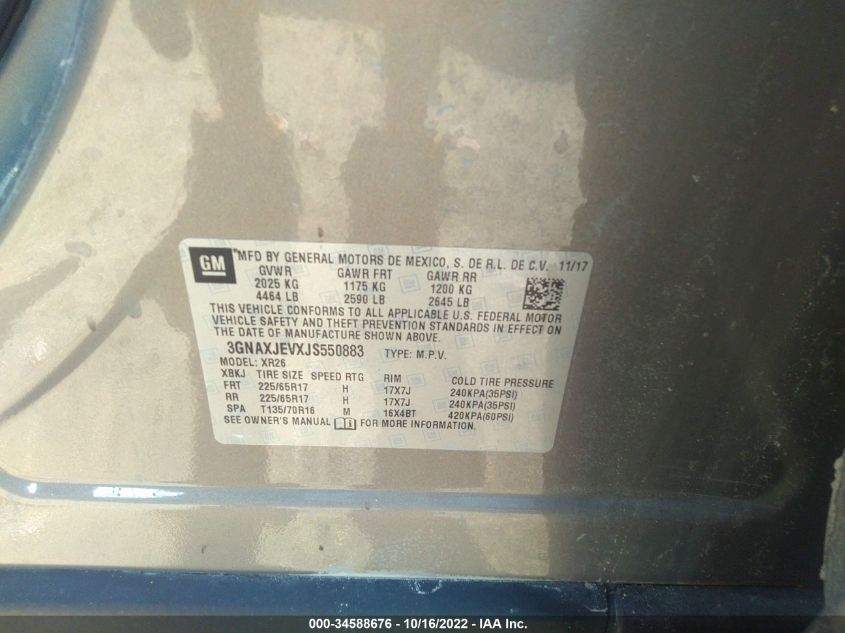 GM
MFD BY GENERAL MOTORS DE MEXICO, S. DE R.L. DE C.V. 11/17
GVWR GAWR FRT GAWR RR
2025 KG 1175 KG 1200 KG
4464 LB 2590 LB 2645 LB
THIS VEHICLE CONFORMS TO ALL APPLICABLE U.S. FEDERAL MOTOR
VEHICLE SAFETY AND THEFT PREVENTION STANDARDS IN EFFECT ON
THE DATE OF MANUFACTURE SHOWN ABOVE.
3GNAXJEVXJS550883 TYPE: M.P.V.
MODEL: XR26
XBKJ TIRE SIZE SPEED RTG RIM COLD TIRE PRESSURE
FRT 225/65R17 H 17X7J 240KPA(35PSI)
RR 225/65R17 H 17X7J 240KPA(35PSI)
SPA T135/70R16 M 16X4BT 420KPA(60PSI)
SEE OWNER'S MANUAL FOR MORE INFORMATION.
000-34588676 - 10/16/2022 - IAA Inc.